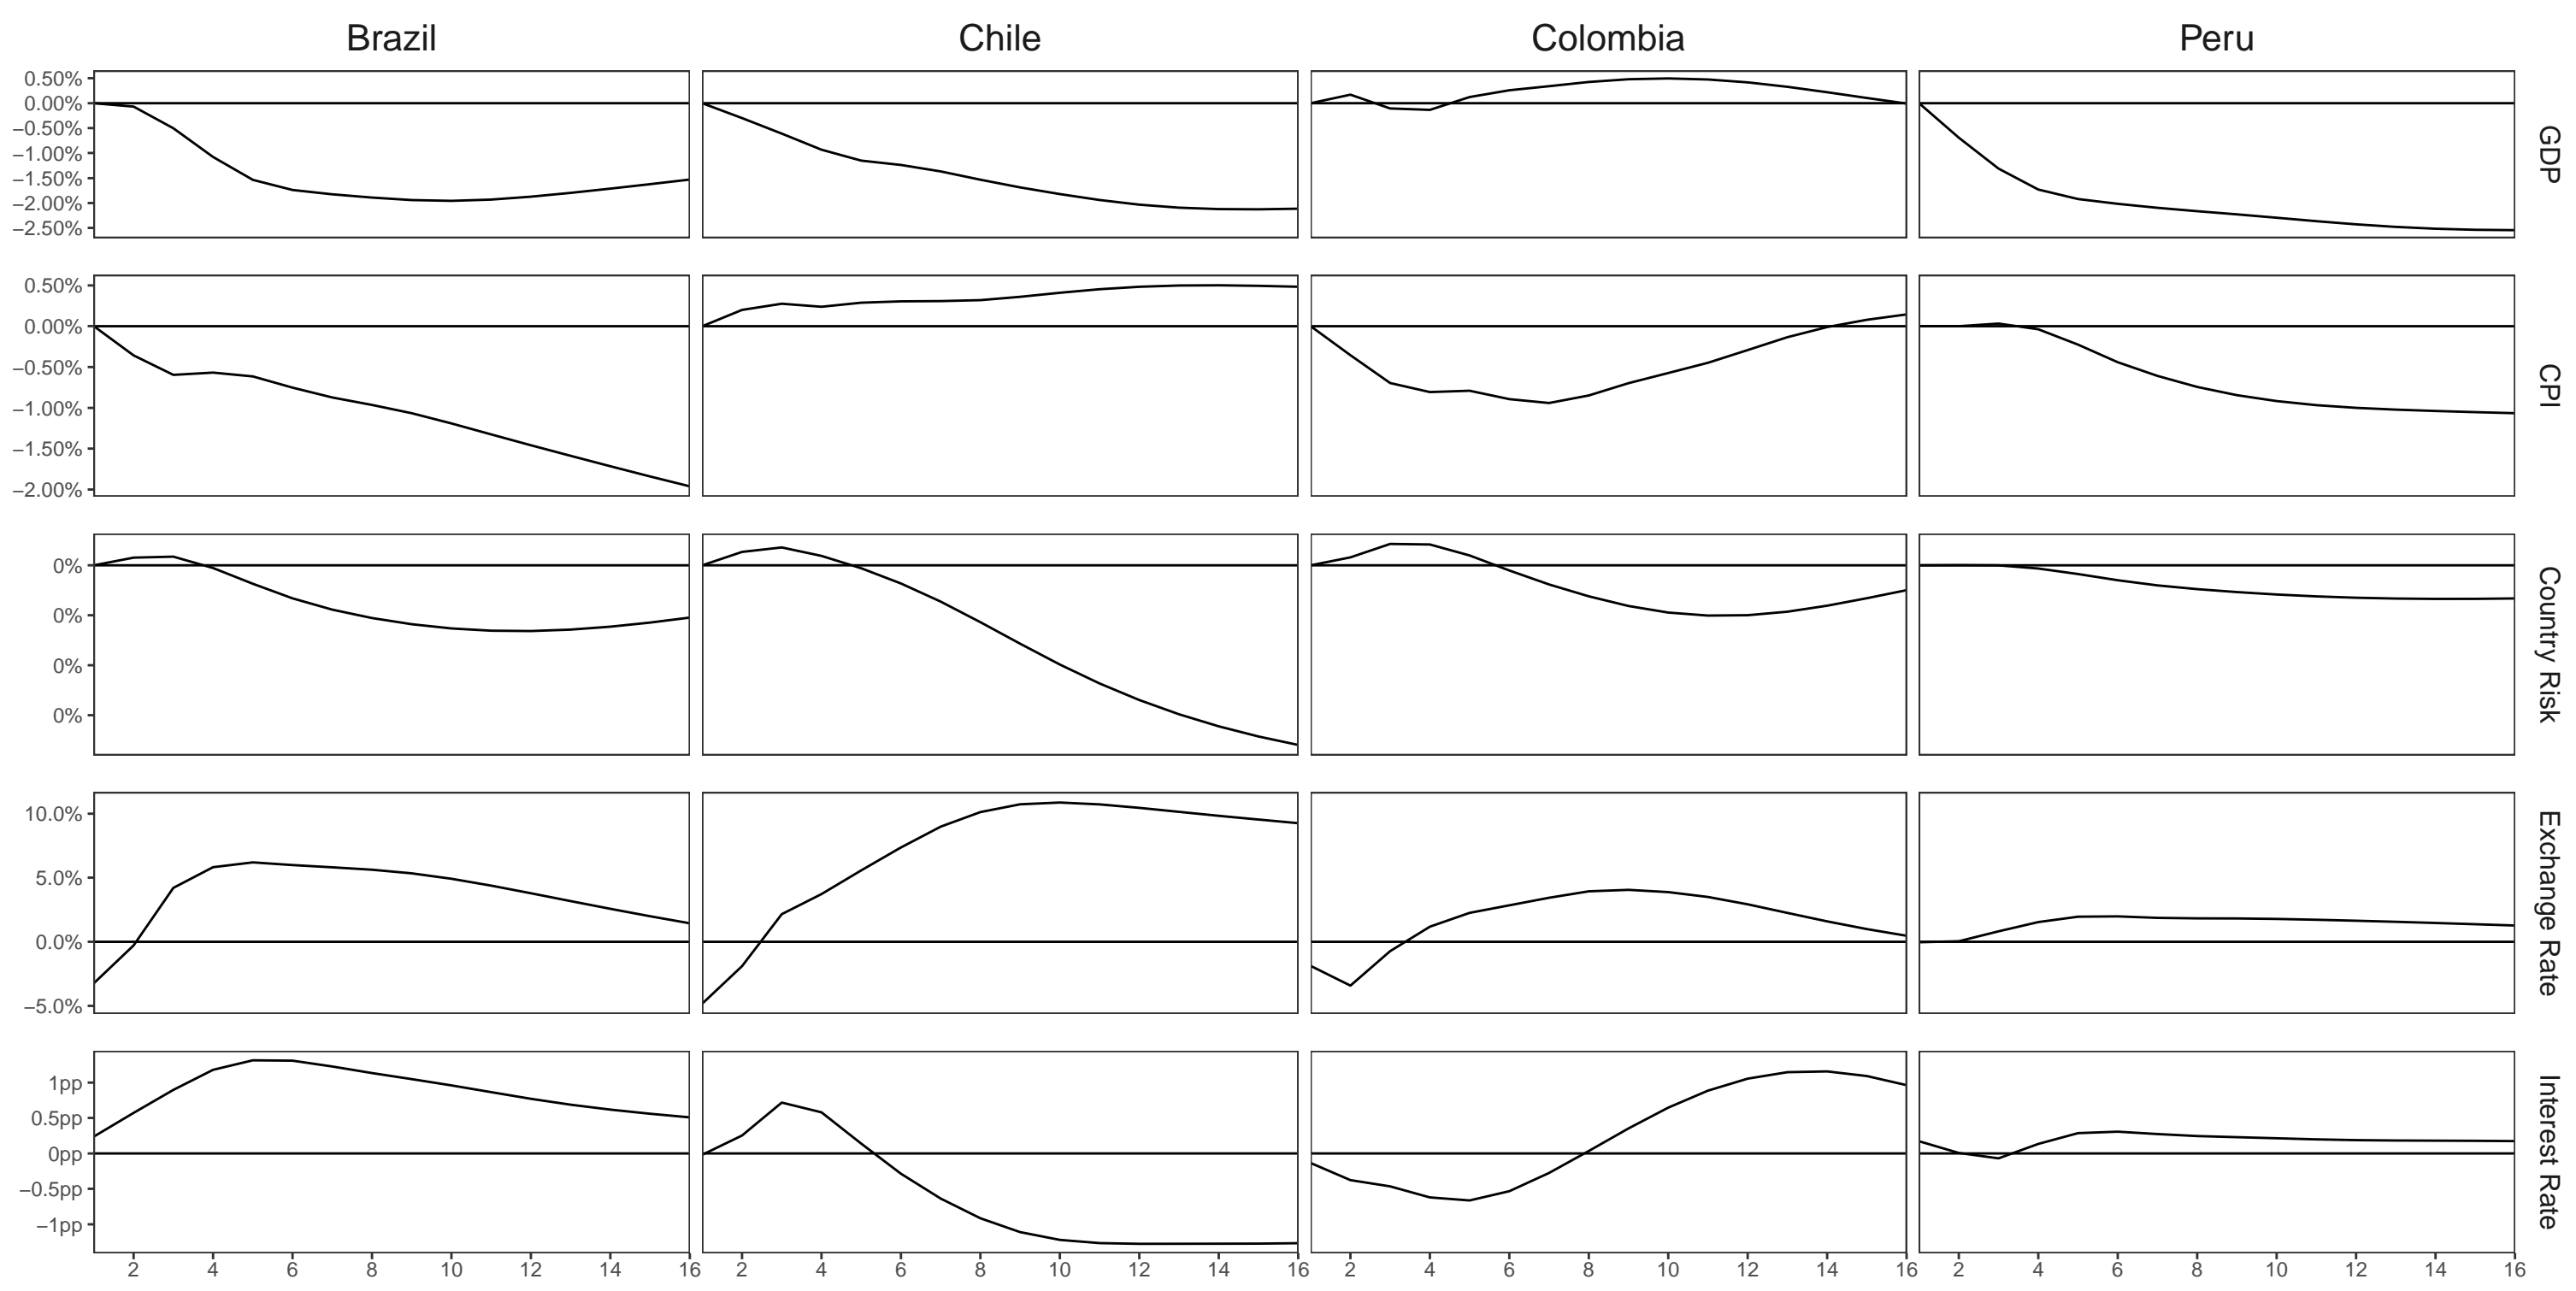 Brazil Chile Colombia Peru
0.50%
0.00%
−0.50%
−1.00%
−1.50%
−2.00%
−2.50%
GDP
0.50%
0.00%
−0.50%
−1.00%
−1.50%
−2.00%
CPI
0%
0%
0%
0%
Country Risk
10.0%
5.0%
0.0%
−5.0%
Exchange Rate
1pp
0.5pp
0pp
−0.5pp
−1pp
Interest Rate
2 4 6 8 10 12 14 16 2 4 6 8 10 12 14 16 2 4 6 8 10 12 14 16 2 4 6 8 10 12 14 16